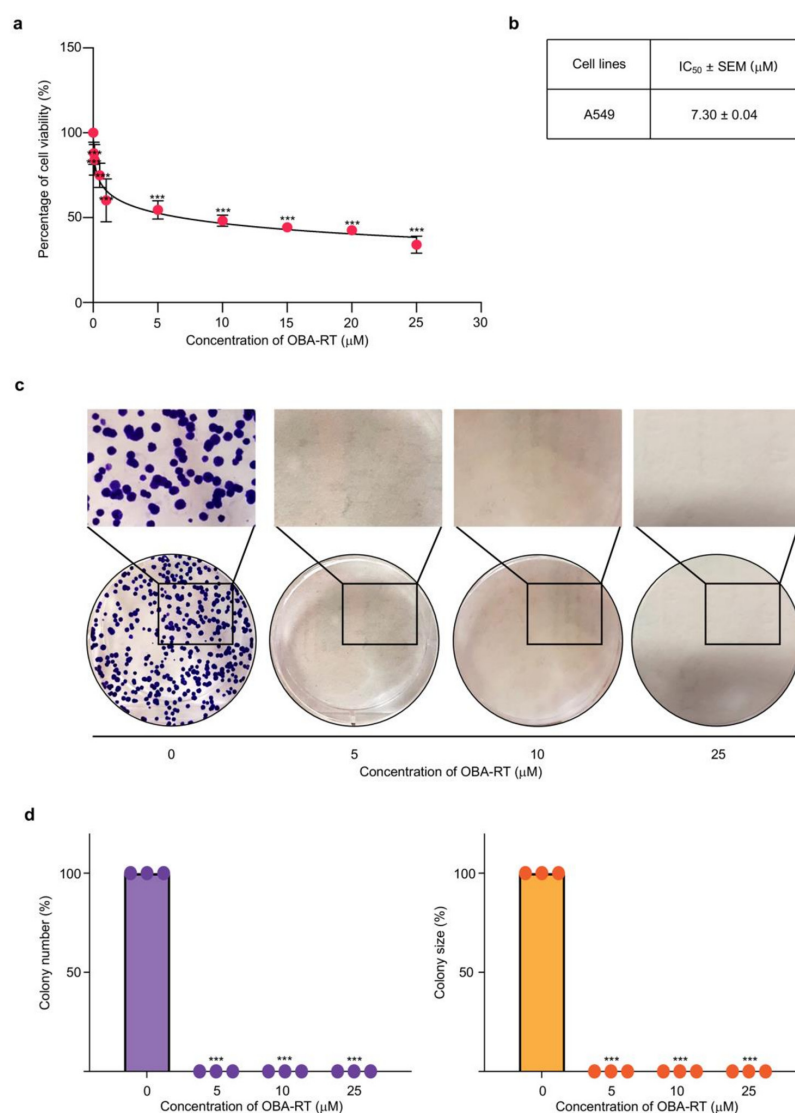 a
150
100
50
0
Percentage of cell viability (%)
*** *** *** *** *** *** *** *** ***
0 5 10 15 20 25 30
Concentration of OBA-RT (μM)
b
Cell lines IC50 ± SEM (μM)
A549 7.30 ± 0.04
c
0 5 10 25
Concentration of OBA-RT (μM)
d
100
50
Colony number (%)
*** *** ***
0 5 10 25
Concentration of OBA-RT (μM)
100
50
Colony size (%)
*** *** ***
0 5 10 25
Concentration of OBA-RT (μM)